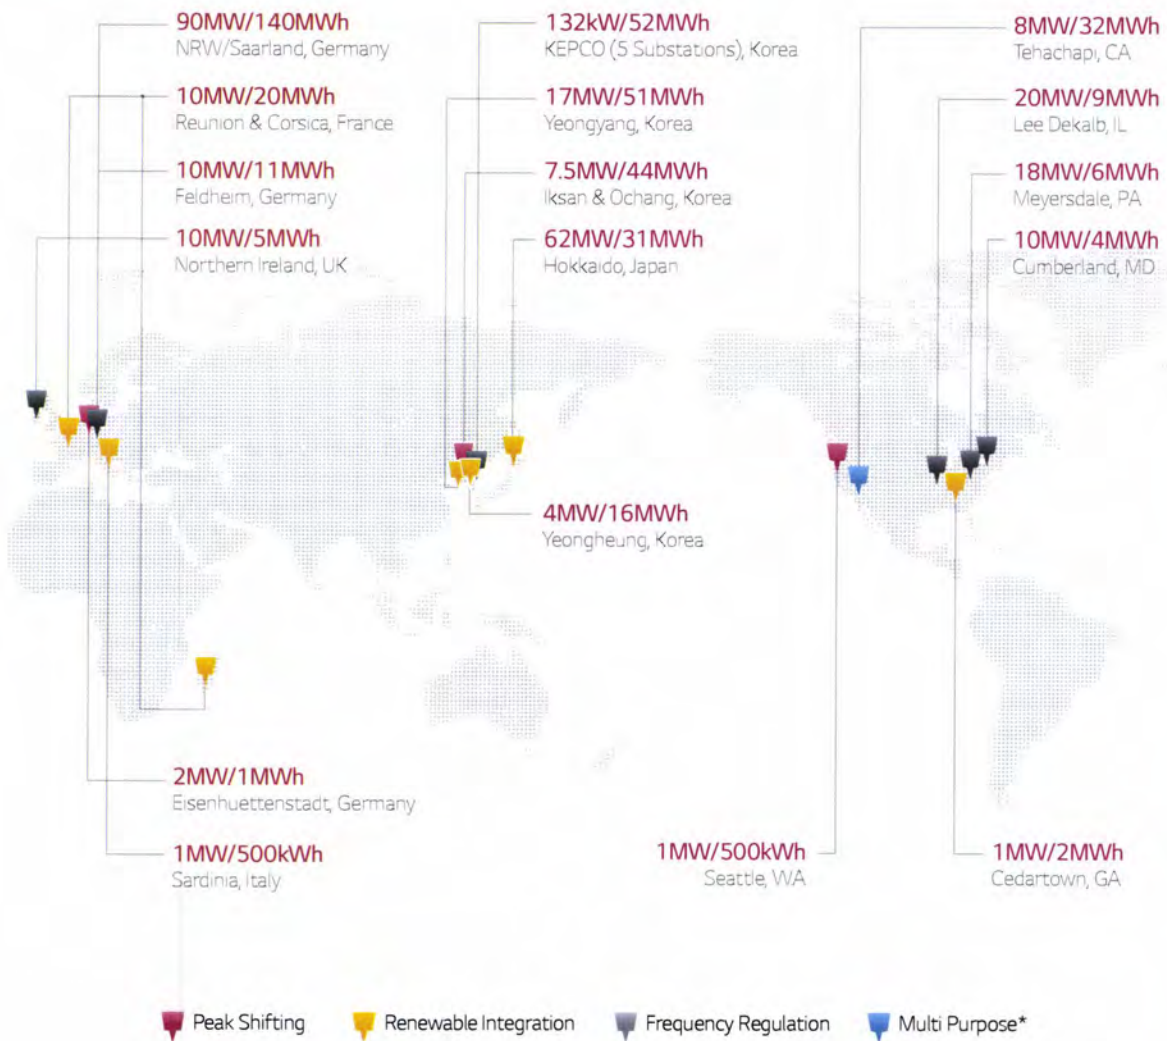 90MW/140MWh
NRW/Saarland, Germany
10MW/20MWh
Reunion & Corsica, France
10MW/11MWh
Feldheim, Germany
10MW/5MWh
Northern Ireland, UK
132kW/52MWh
KEPCO (5 Substations), Korea
17MW/51MWh
Yeongyang, Korea
7.5MW/44MWh
Iksan & Ochang, Korea
62MW/31MWh
Hokkaido, Japan
8MW/32MWh
Tehachapi, CA
20MW/9MWh
Lee Dekalb, IL
18MW/6MWh
Meyersdale, PA
10MW/4MWh
Cumberland, MD
4MW/16MWh
Yeongheung, Korea
2MW/1MWh
Eisenhuettenstadt, Germany
1MW/500kWh
Sardinia, Italy
1MW/500kWh
Seattle, WA
1MW/2MWh
Cedartown, GA
Peak Shifting
Renewable Integration
Frequency Regulation
Multi Purpose*